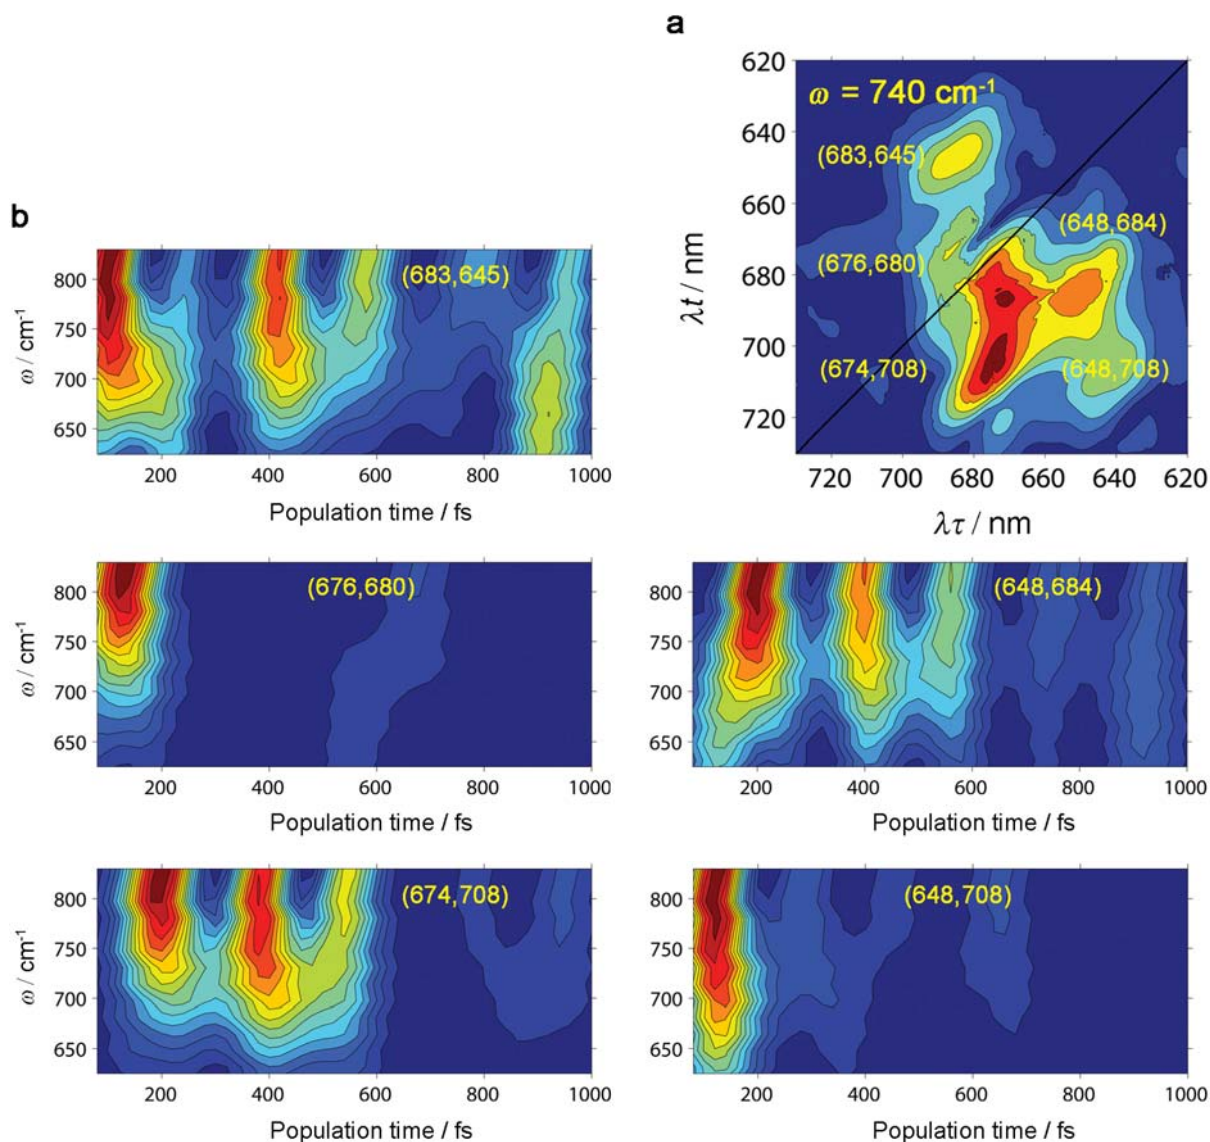 a
620
640
660
680
700
720
λt / nm
ω = 740 cm-1
(683,645)
(648,684)
(676,680)
(674,708)
(648,708)
720 700 680 660 640 620
λτ / nm
b
800
750
700
650
ω / cm-1
(683,645)
200 400 600 800 1000
Population time / fs
800
750
700
650
ω / cm-1
(676,680)
200 400 600 800 1000
Population time / fs
800
750
700
650
(648,684)
200 400 600 800 1000
Population time / fs
800
750
700
650
ω / cm-1
(674,708)
200 400 600 800 1000
Population time / fs
800
750
700
650
(648,708)
200 400 600 800 1000
Population time / fs